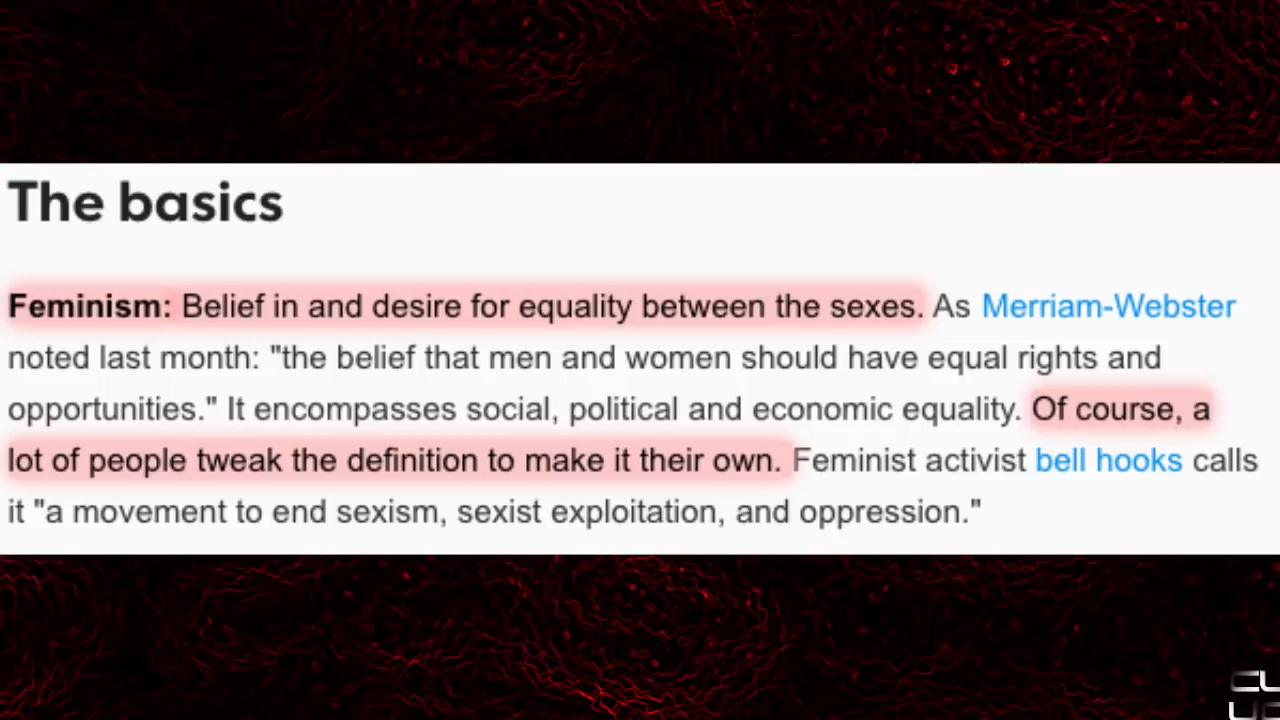 The basics
Feminism: Belief in and desire for equality between the sexes. As Merriam-Webster
noted last month: "the belief that men and women should have equal rights and
opportunities." It encompasses social, political and economic equality. Of course, a
lot of people tweak the definition to make it their own. Feminist activist bell hooks calls
it "a movement to end sexism, sexist exploitation, and oppression."